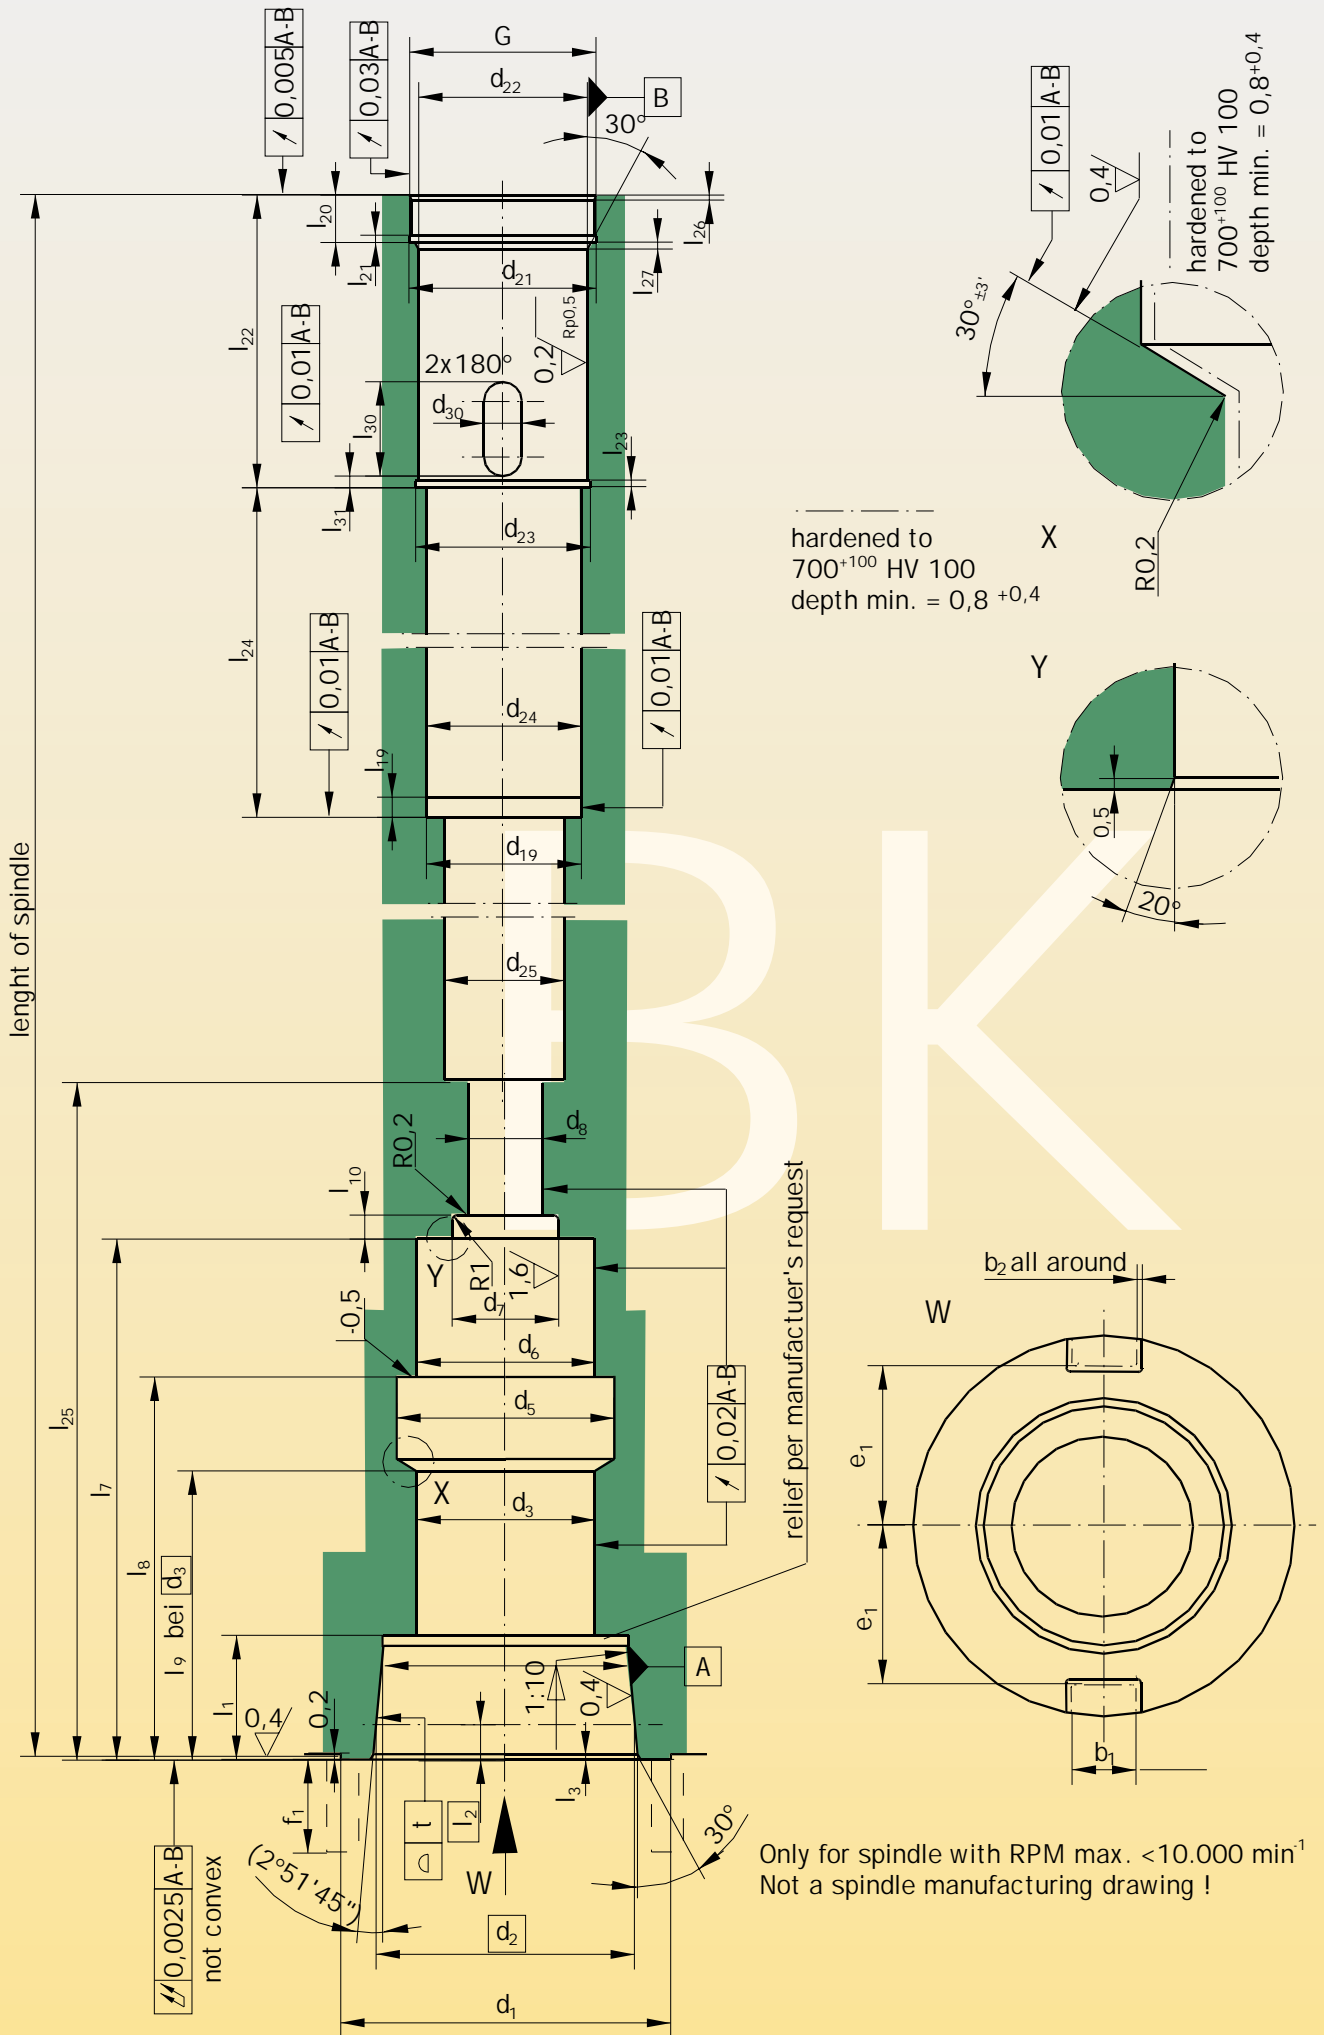 0,005 A-B
0,03 A-B
G
d22
B
30°
l20
l21
l26
l27
d21
l22
0,01 A-B
2x180°
0,2
Rp0,5
d30
l30
l23
l31
d23
0,01 A-B
0,4
hardened to
700+100 HV 100
depth min. = 0,8+0,4
30°±3'
X
R0,2
hardened to
700+100 HV 100
depth min. = 0,8 +0,4
l24
0,01 A-B
0,01 A-B
d24
l19
d19
Y
0,5
20°
lenght of spindle
BK
d25
d8
R0,2
l10
Y
R1
1,6
d7
-0,5
d6
d5
X
d3
0,02 A-B
relief per manufactuer's request
l25
l7
l8
l9 bei d3
l1
0,4
0,2
1:10
0,4
A
l3
f1
t
l2
W
30°
(2°51'45")
0,0025 A-B
not convex
d2
d1
b2 all around
W
e1
e1
b1
Only for spindle with RPM max. <10.000 min-1
Not a spindle manufacturing drawing !